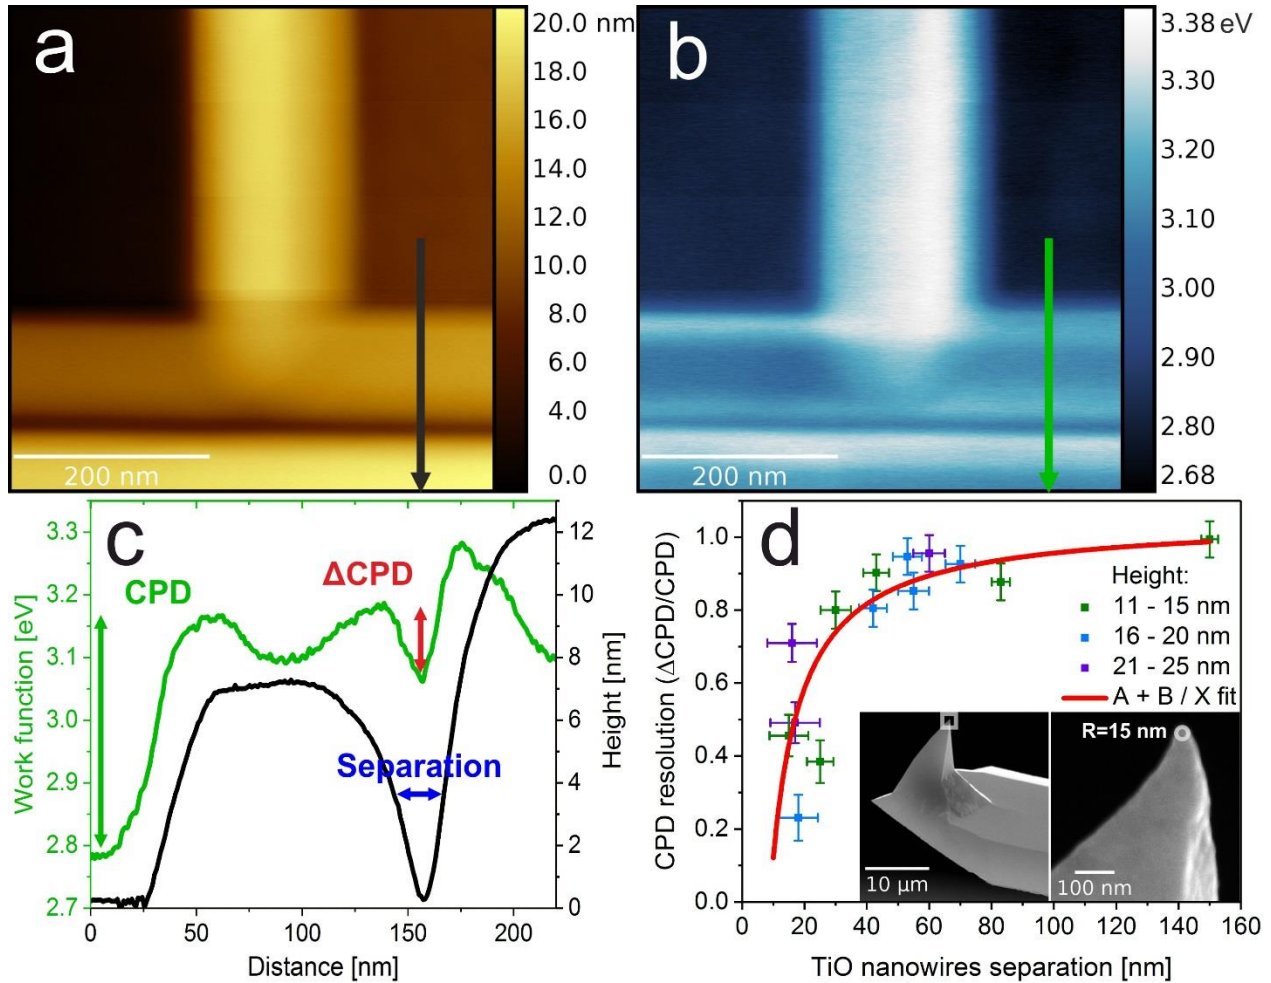 a
20.0 nm
18.0
16.0
14.0
12.0
10.0
8.0
6.0
4.0
0.0
200 nm
b
3.38 eV
3.30
3.20
3.10
3.00
2.90
2.80
2.68
200 nm
c
CPD
ΔCPD
Separation
Work function [eV]
3.3
3.2
3.1
3.0
2.9
2.8
2.7
Height [nm]
12
10
8
6
4
2
0
0
50
100
150
200
Distance [nm]
d
CPD resolution (ΔCPD/CPD)
1.0
0.8
0.6
0.4
0.2
0.0
Height:
11 - 15 nm
16 - 20 nm
21 - 25 nm
A + B / X fit
R=15 nm
10 µm
100 nm
0
20
40
60
80
100
120
140
160
TiO nanowires separation [nm]